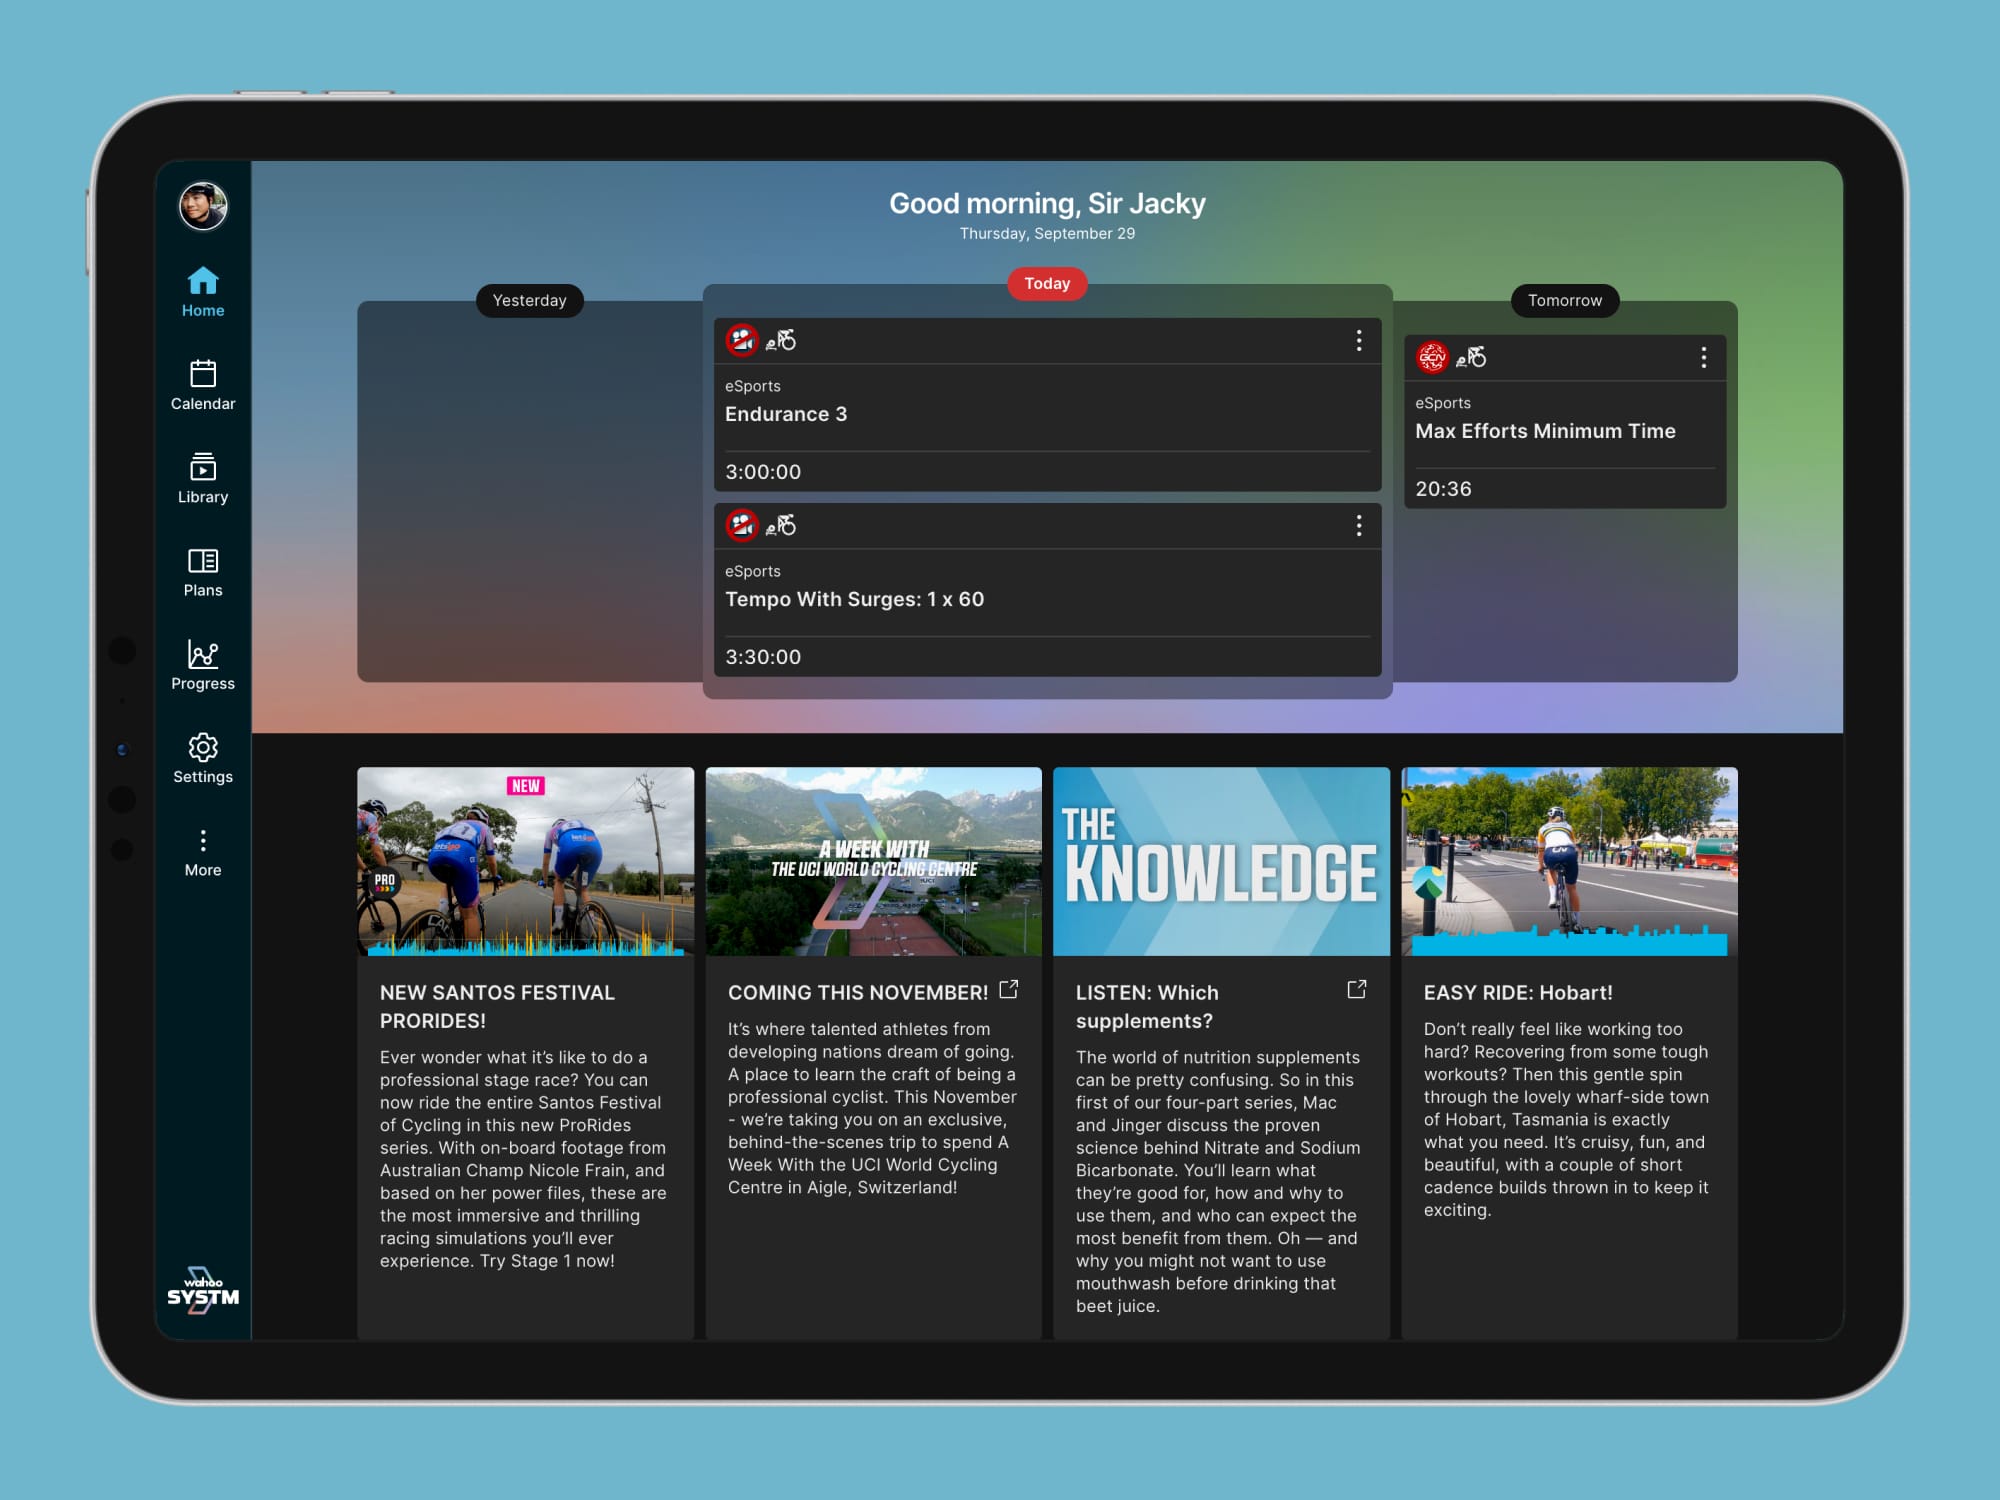 Good morning, Sir Jacky
Thursday, September 29
Home
Calendar
Library
Plans
Progress
Settings
More
wahoo
SYSTM
Yesterday
Today
eSports
Endurance 3
3:00:00
eSports
Tempo With Surges: 1 x 60
3:30:00
Tomorrow
GCN
eSports
Max Efforts Minimum Time
20:36
NEW
PRO
NEW SANTOS FESTIVAL
PRORIDES!
Ever wonder what it’s like to do a
professional stage race? You can
now ride the entire Santos Festival
of Cycling in this new ProRides
series. With on-board footage from
Australian Champ Nicole Frain, and
based on her power files, these are
the most immersive and thrilling
racing simulations you’ll ever
experience. Try Stage 1 now!
A WEEK WITH
THE UCI WORLD CYCLING CENTRE
COMING THIS NOVEMBER!
It’s where talented athletes from
developing nations dream of going.
A place to learn the craft of being a
professional cyclist. This November
- we’re taking you on an exclusive,
behind-the-scenes trip to spend A
Week With the UCI World Cycling
Centre in Aigle, Switzerland!
THE
KNOWLEDGE
LISTEN: Which
supplements?
The world of nutrition supplements
can be pretty confusing. So in this
first of our four-part series, Mac
and Jinger discuss the proven
science behind Nitrate and Sodium
Bicarbonate. You’ll learn what
they’re good for, how and why to
use them, and who can expect the
most benefit from them. Oh — and
why you might not want to use
mouthwash before drinking that
beet juice.
EASY RIDE: Hobart!
Don’t really feel like working too
hard? Recovering from some tough
workouts? Then this gentle spin
through the lovely wharf-side town
of Hobart, Tasmania is exactly
what you need. It’s cruisy, fun, and
beautiful, with a couple of short
cadence builds thrown in to keep it
exciting.